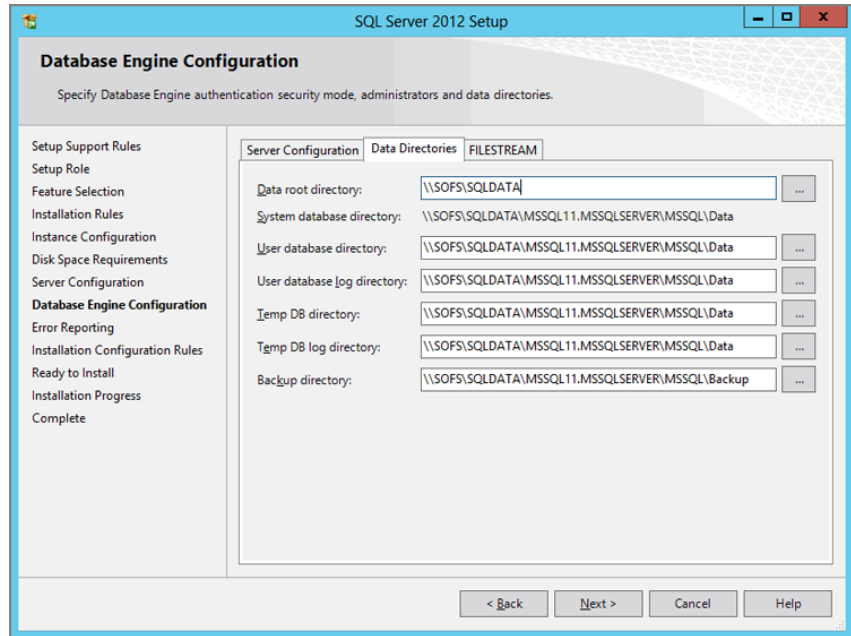 SQL Server 2012 Setup
Database Engine Configuration
Specify Database Engine authentication security mode, administrators and data directories.
Setup Support Rules
Setup Role
Feature Selection
Installation Rules
Instance Configuration
Disk Space Requirements
Server Configuration
Database Engine Configuration
Error Reporting
Installation Configuration Rules
Ready to Install
Installation Progress
Complete
Server Configuration Data Directories FILESTREAM
Data root directory: \\SOFS\SQLDATA ...
System database directory: \\SOFS\SQLDATA\MSSQL11.MSSQLSERVER\MSSQL\Data
User database directory: \\SOFS\SQLDATA\MSSQL11.MSSQLSERVER\MSSQL\Data ...
User database log directory: \\SOFS\SQLDATA\MSSQL11.MSSQLSERVER\MSSQL\Data ...
Temp DB directory: \\SOFS\SQLDATA\MSSQL11.MSSQLSERVER\MSSQL\Data ...
Temp DB log directory: \\SOFS\SQLDATA\MSSQL11.MSSQLSERVER\MSSQL\Data ...
Backup directory: \\SOFS\SQLDATA\MSSQL11.MSSQLSERVER\MSSQL\Backup ...
< Back Next > Cancel Help